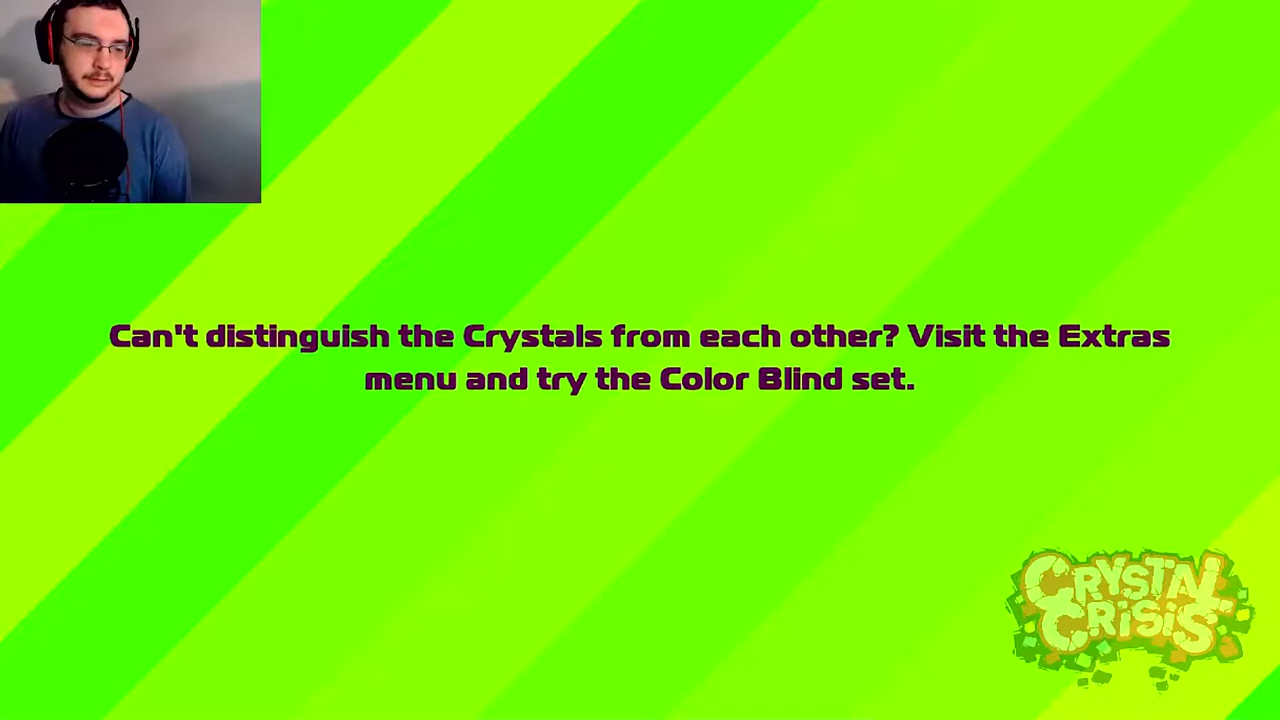 Can't distinguish the Crystals from each other? Visit the Extras
menu and try the Color Blind set.
CRYSTAL
CRISIS